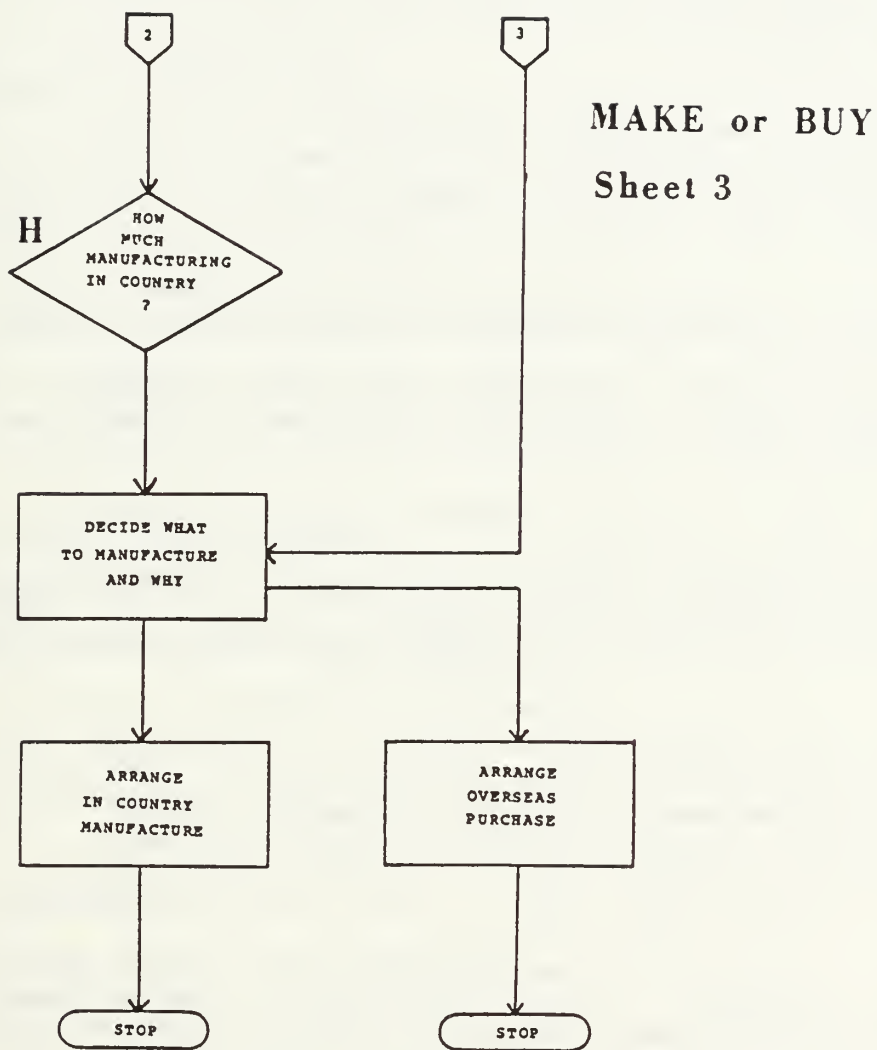 2
3
MAKE or BUY
Sheet 3
H
HOW
MUCH
MANUFACTURING
IN COUNTRY
?
DECIDE WHAT
TO MANUFACTURE
AND WHY
ARRANGE
IN COUNTRY
MANUFACTURE
ARRANGE
OVERSEAS
PURCHASE
STOP
STOP